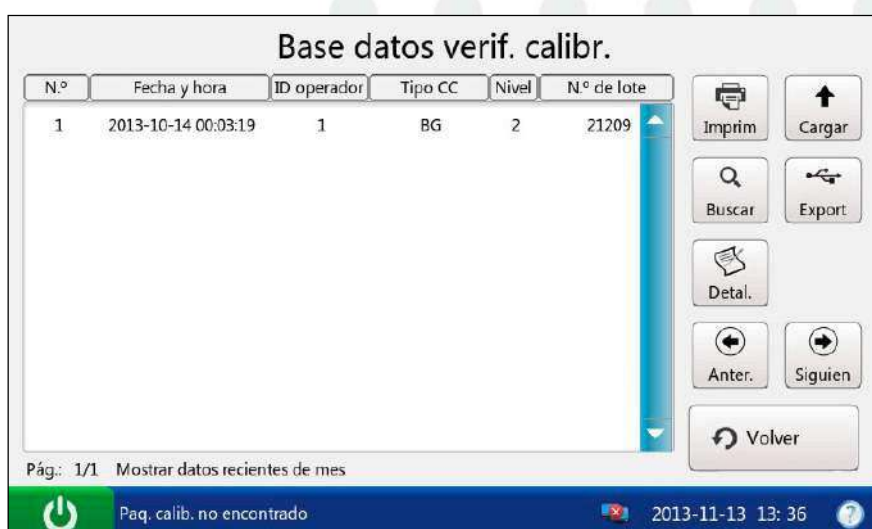 Base datos verif. calibr.
N.º Fecha y hora ID operador Tipo CC Nivel N.º de lote
1 2013-10-14 00:03:19 1 BG 2 21209
Imprim Cargar
Buscar Export
Detal.
Anter. Siguien
Volver
Pág.: 1/1 Mostrar datos recientes de mes
Paq. calib. no encontrado 2013-11-13 13: 36 ?